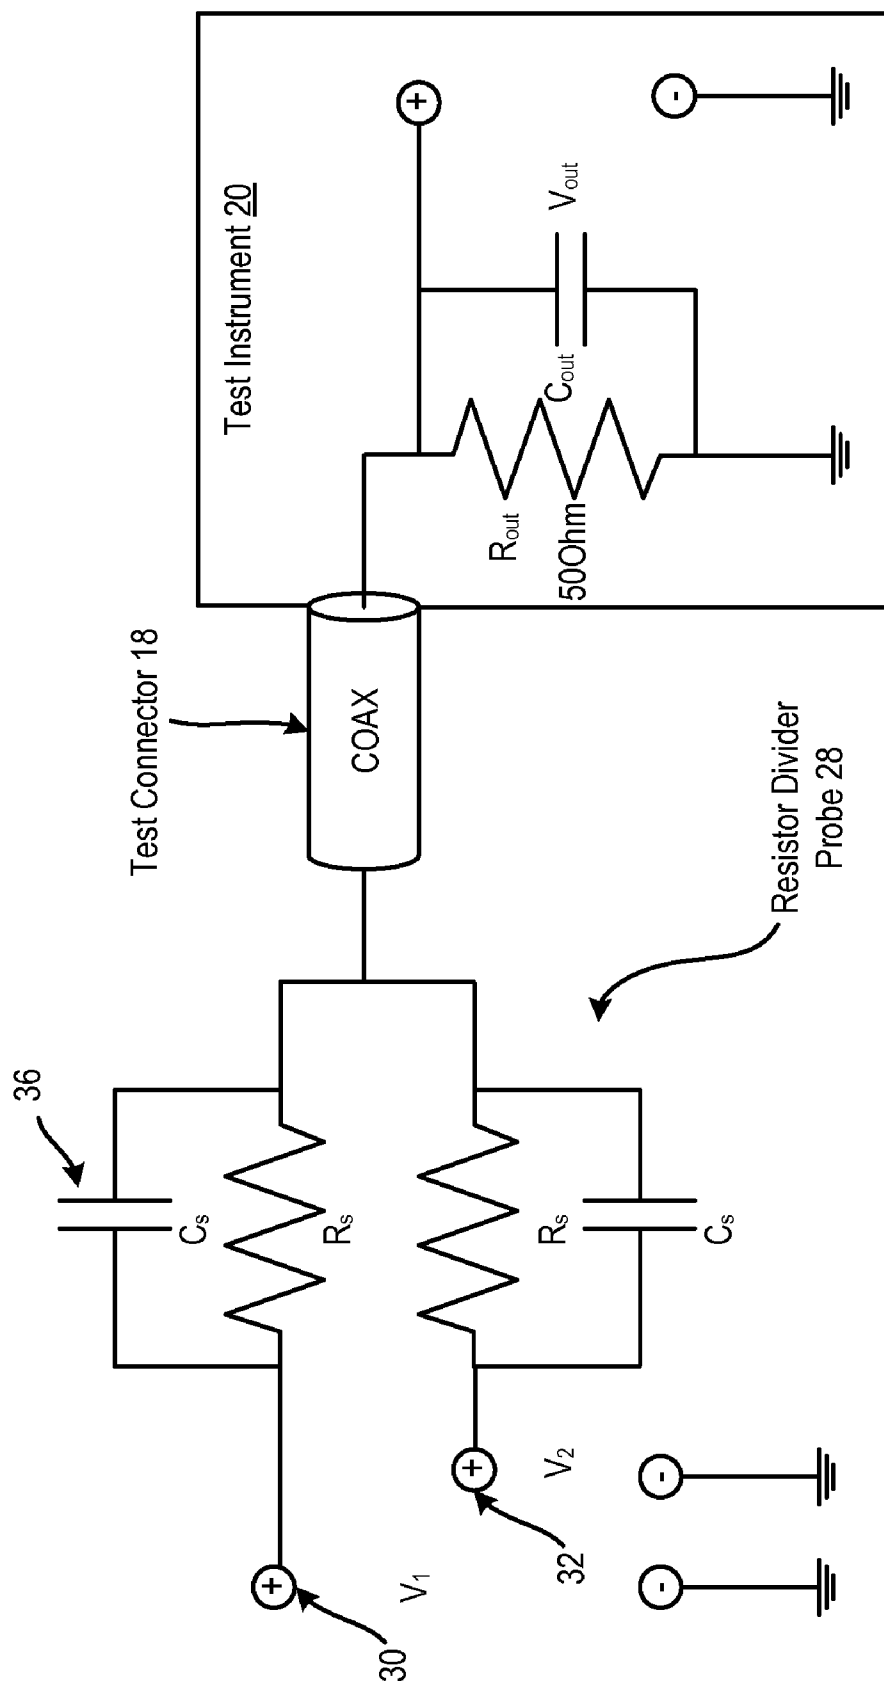 36
Cₛ
Rₛ
30
+
V₁
-
32
+
V₂
-
Rₛ
Cₛ
Test Connector 18
COAX
Resistor Divider
Probe 28
Test Instrument 20
Rout
50Ohm
Cout
Vout
+
-